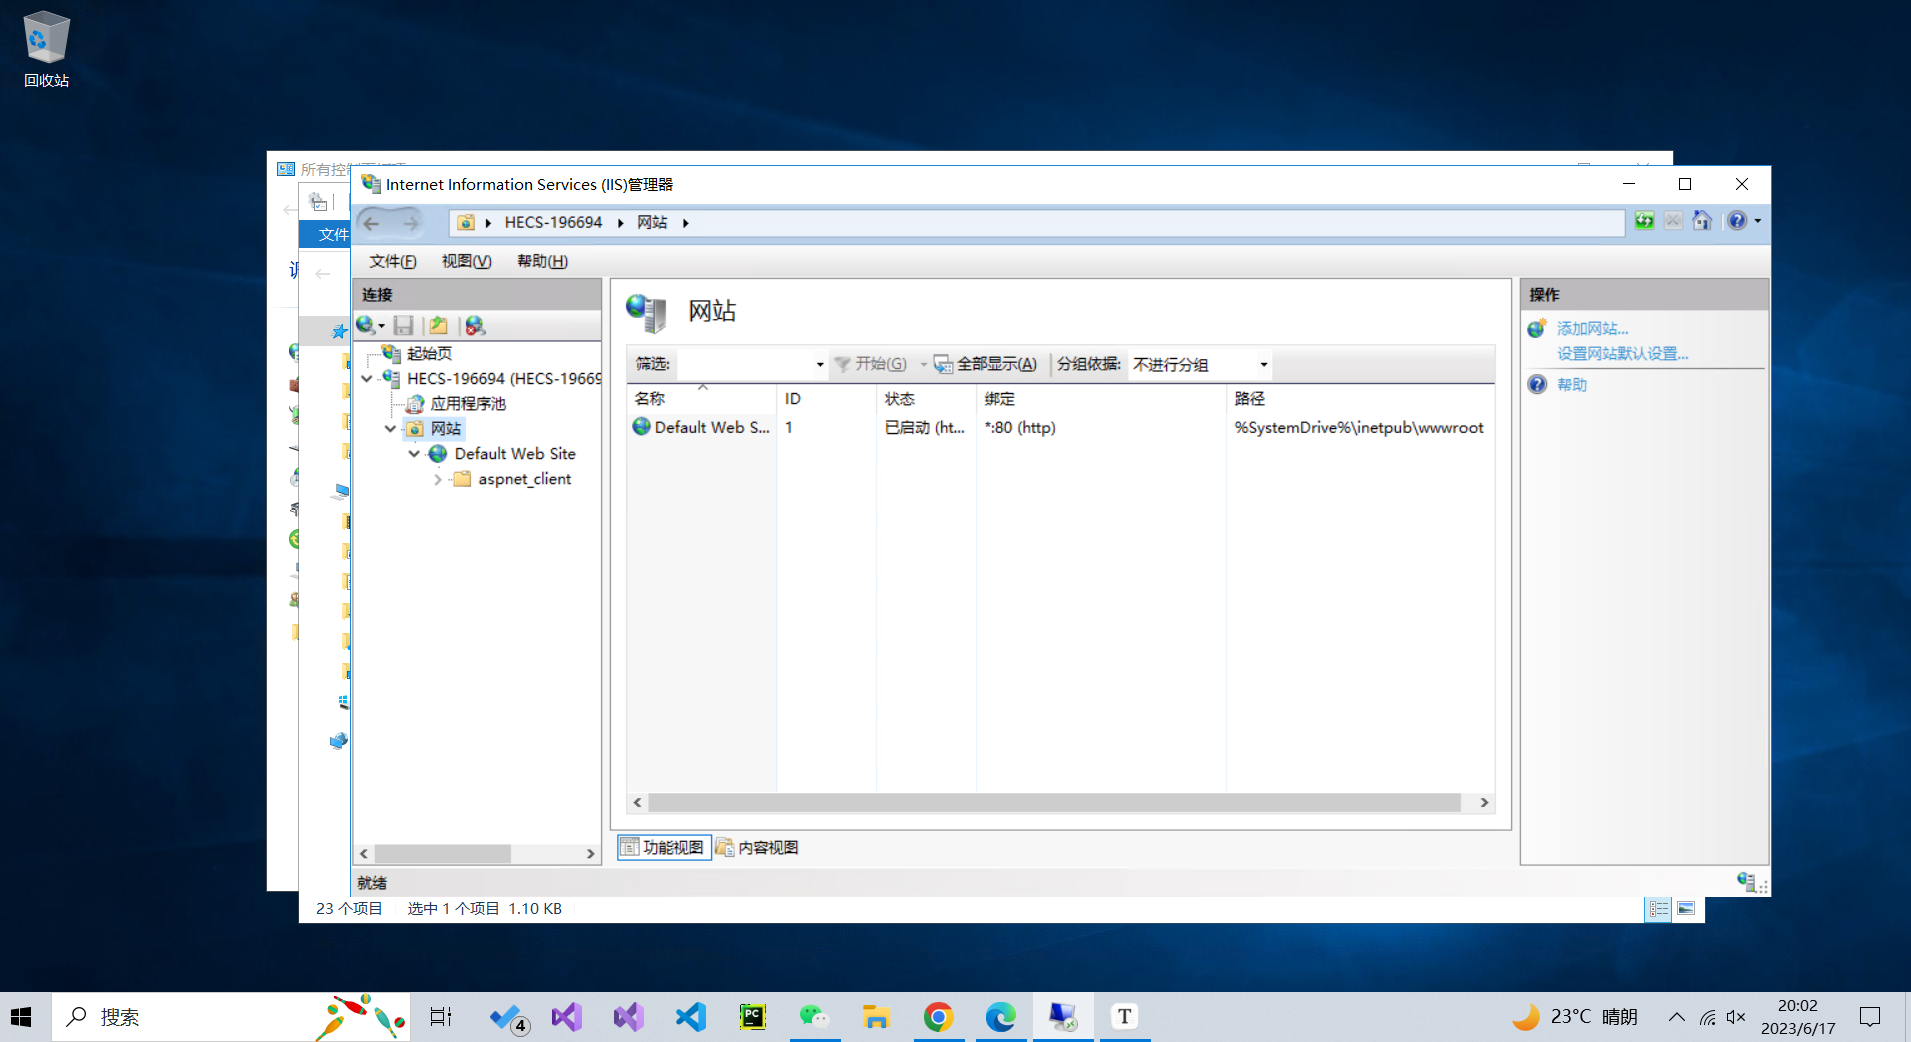 回收站
所有控制面板项
Internet Information Services (IIS)管理器
HECS-196694
网站
文件
文件(F)
视图(V)
帮助(H)
连接
起始页
HECS-196694 (HECS-19669
应用程序池
网站
Default Web Site
aspnet_client
网站
筛选:
开始(G)
全部显示(A)
分组依据:
不进行分组
名称
ID
状态
绑定
路径
Default Web S...
1
已启动 (ht...
*:80 (http)
%SystemDrive%\inetpub\wwwroot
功能视图
内容视图
操作
添加网站...
设置网站默认设置...
帮助
就绪
23 个项目
选中 1 个项目 1.10 KB
搜索
4
PC
T
23°C 晴朗
20:02
2023/6/17